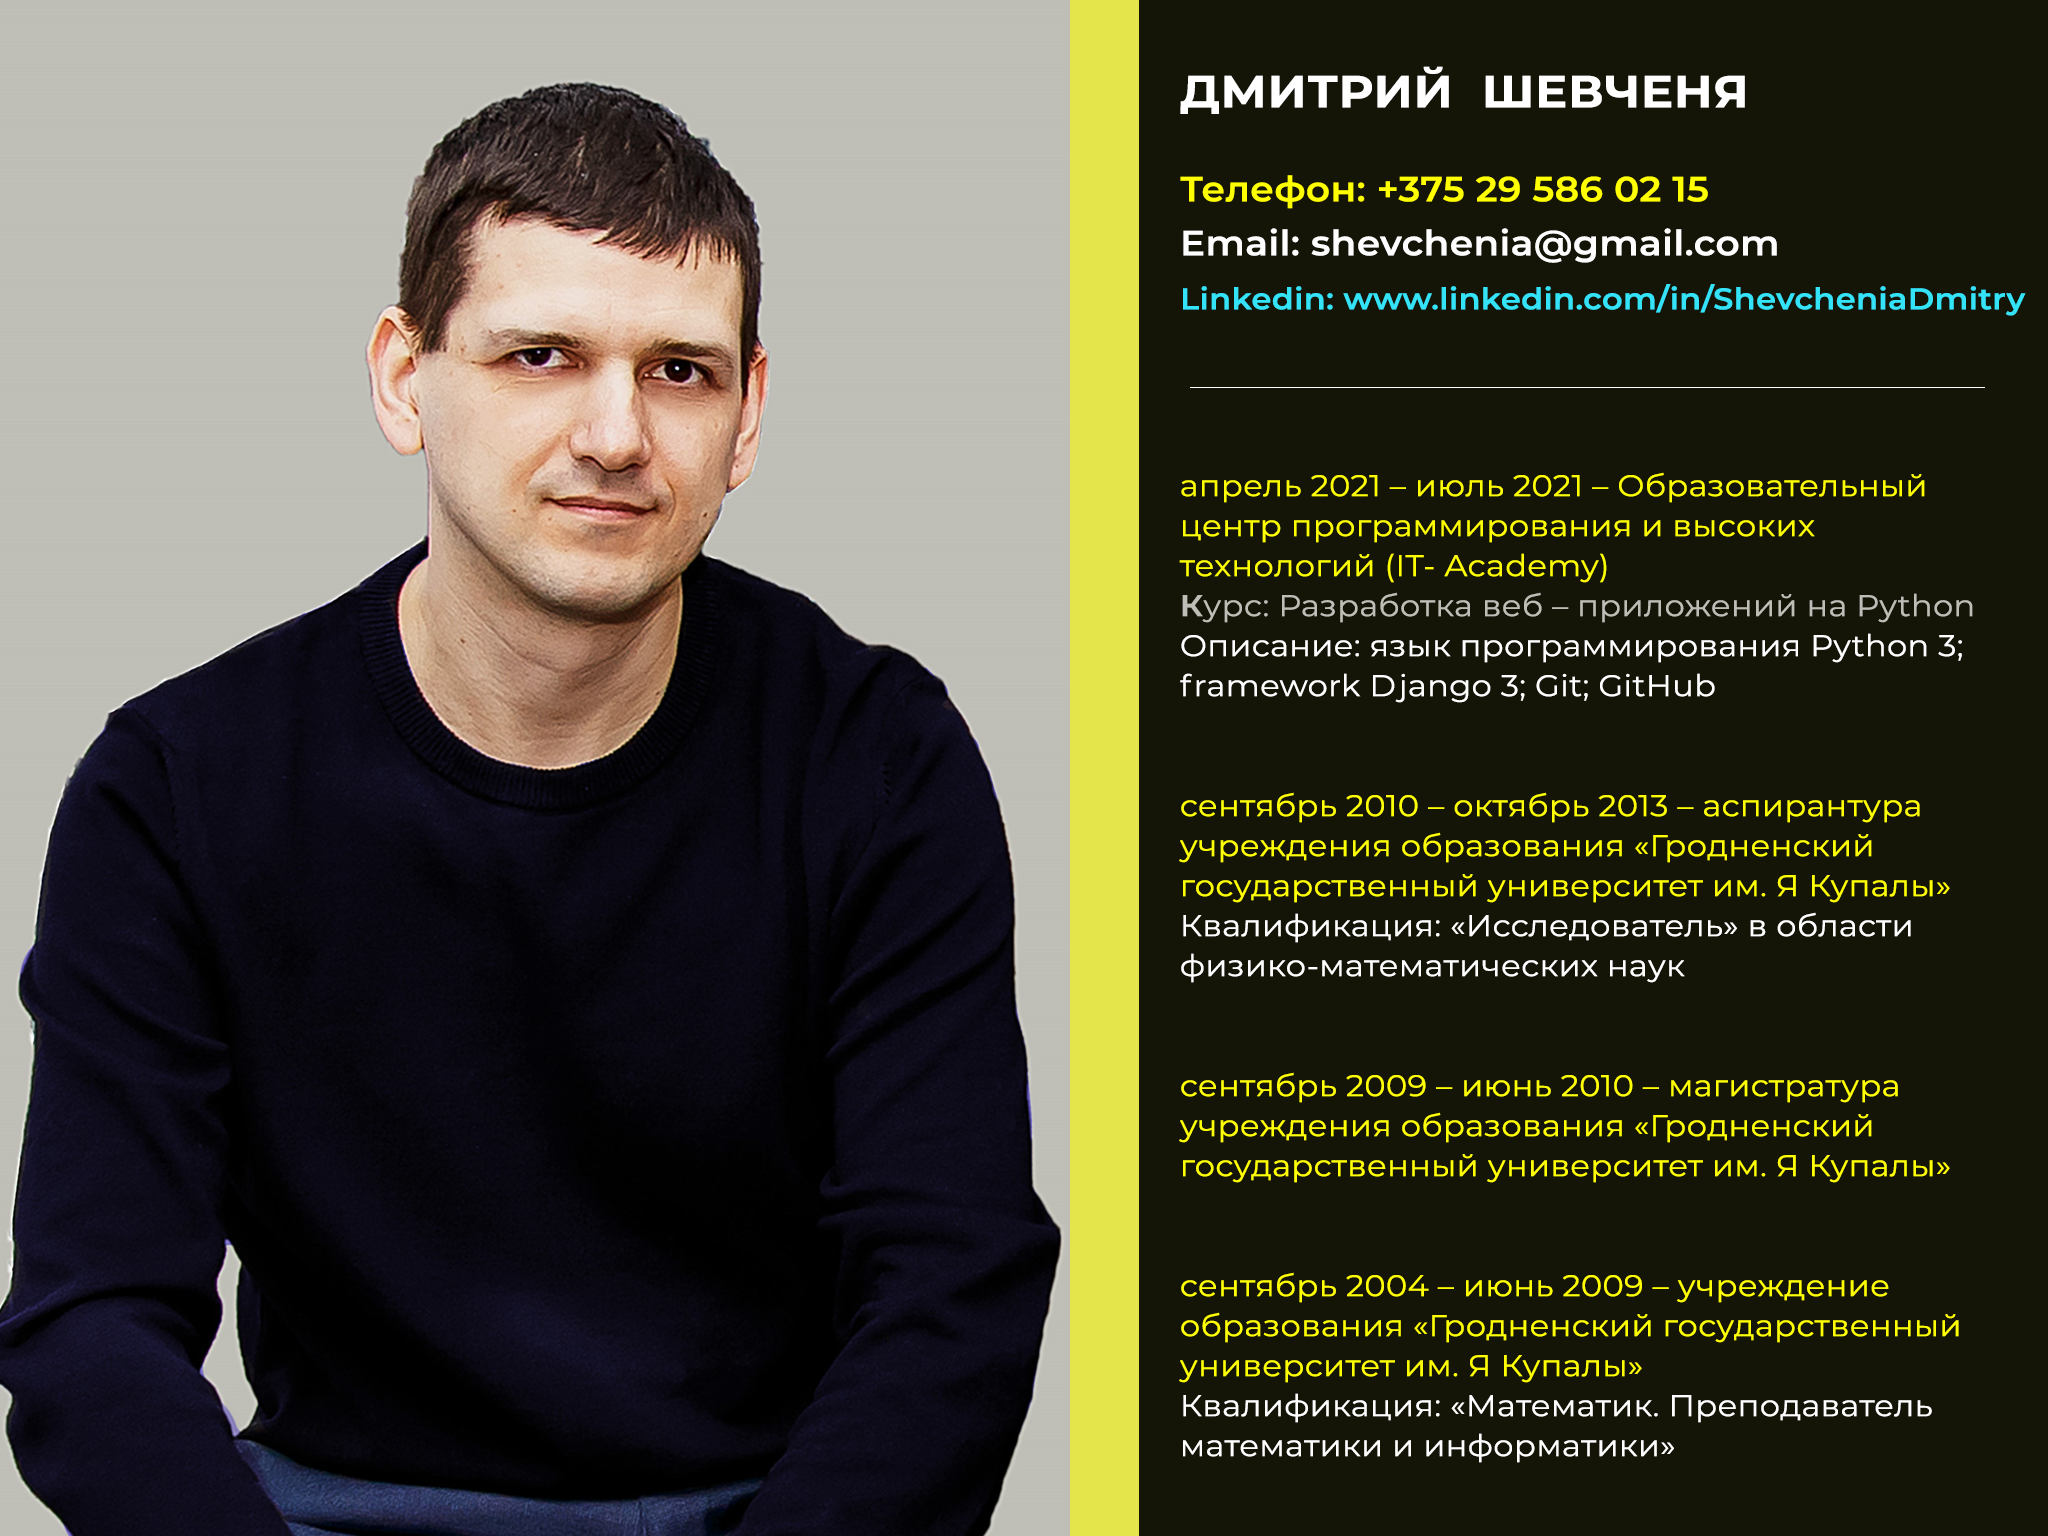 ДМИТРИЙ ШЕВЧЕНЯ
Телефон: +375 29 586 02 15
Email: shevchenia@gmail.com
Linkedin: www.linkedin.com/in/ShevcheniaDmitry
апрель 2021 – июль 2021 – Образовательный
центр программирования и высоких
технологий (IT- Academy)
Курс: Разработка веб – приложений на Python
Описание: язык программирования Python 3;
framework Django 3; Git; GitHub
сентябрь 2010 – октябрь 2013 – аспирантура
учреждения образования «Гродненский
государственный университет им. Я Купалы»
Квалификация: «Исследователь» в области
физико-математических наук
сентябрь 2009 – июнь 2010 – магистратура
учреждения образования «Гродненский
государственный университет им. Я Купалы»
сентябрь 2004 – июнь 2009 – учреждение
образования «Гродненский государственный
университет им. Я Купалы»
Квалификация: «Математик. Преподаватель
математики и информатики»